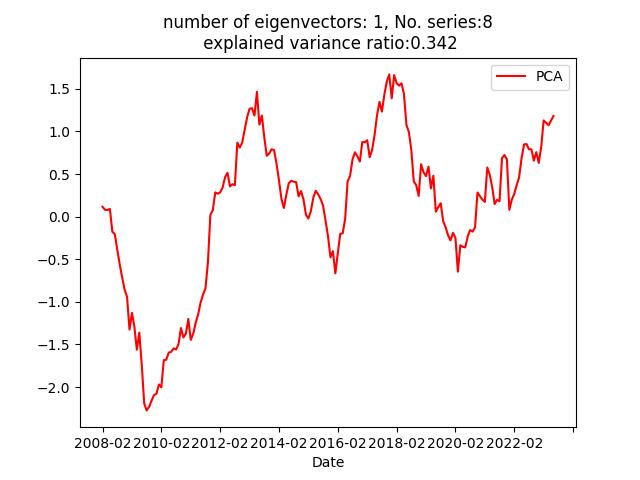 number of eigenvectors: 1, No. series:8
explained variance ratio:0.342
PCA
1.5
1.0
0.5
0.0
−0.5
−1.0
−1.5
−2.0
2008-02 2010-02 2012-02 2014-02 2016-02 2018-02 2020-02 2022-02
Date